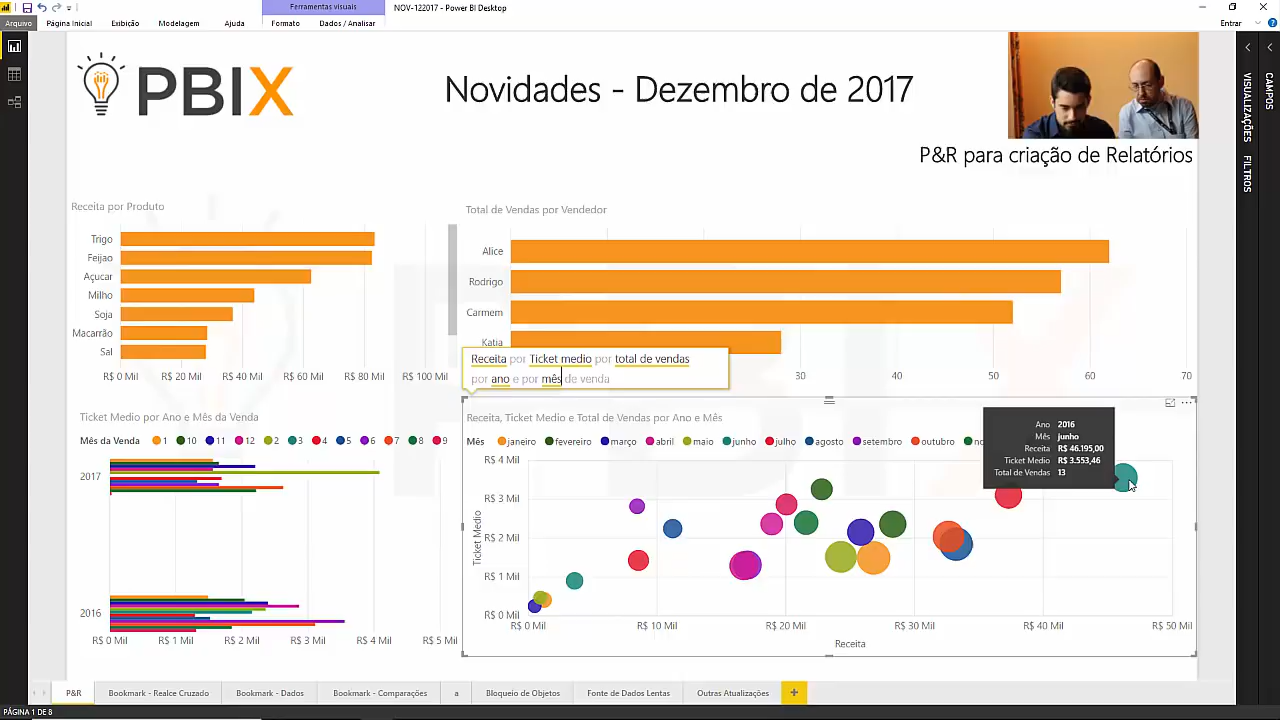 Ferramentas visuais
NOV-122017 - Power BI Desktop
Arquivo Página Inicial Exibição Modelagem Ajuda Formato Dados / Analisar
Entrar
PBIX
Novidades - Dezembro de 2017
P&R para criação de Relatórios
VISUALIZAÇÕES
FILTROS
CAMPOS
Receita por Produto
Trigo
Feijao
Açucar
Milho
Soja
Macarrão
Sal
R$ 0 Mil R$ 20 Mil R$ 40 Mil R$ 60 Mil R$ 80 Mil R$ 100 Mil
Total de Vendas por Vendedor
Alice
Rodrigo
Carmem
Katia
30 40 50 60 70
Receita por Ticket medio por total de vendas
por ano e por mês de venda
Ticket Medio por Ano e Mês da Venda
Mês da Venda 1 10 11 12 2 3 4 5 6 7 8 9
2017
2016
R$ 0 Mil R$ 1 Mil R$ 2 Mil R$ 3 Mil R$ 4 Mil R$ 5 Mil
Receita, Ticket Medio e Total de Vendas por Ano e Mês
Mês janeiro fevereiro março abril maio junho julho agosto setembro outubro no
Ano 2016
Mês junho
Receita R$ 46.195,00
Ticket Medio R$ 3.553,46
Total de Vendas 13
R$ 4 Mil
R$ 3 Mil
R$ 2 Mil
R$ 1 Mil
R$ 0 Mil
Ticket Medio
R$ 0 Mil R$ 10 Mil R$ 20 Mil R$ 30 Mil R$ 40 Mil R$ 50 Mil
Receita
P&R Bookmark - Realce Cruzado Bookmark - Dados Bookmark - Comparações a Bloqueio de Objetos Fonte de Dados Lentas Outras Atualizações +
PÁGINA 1 DE 8